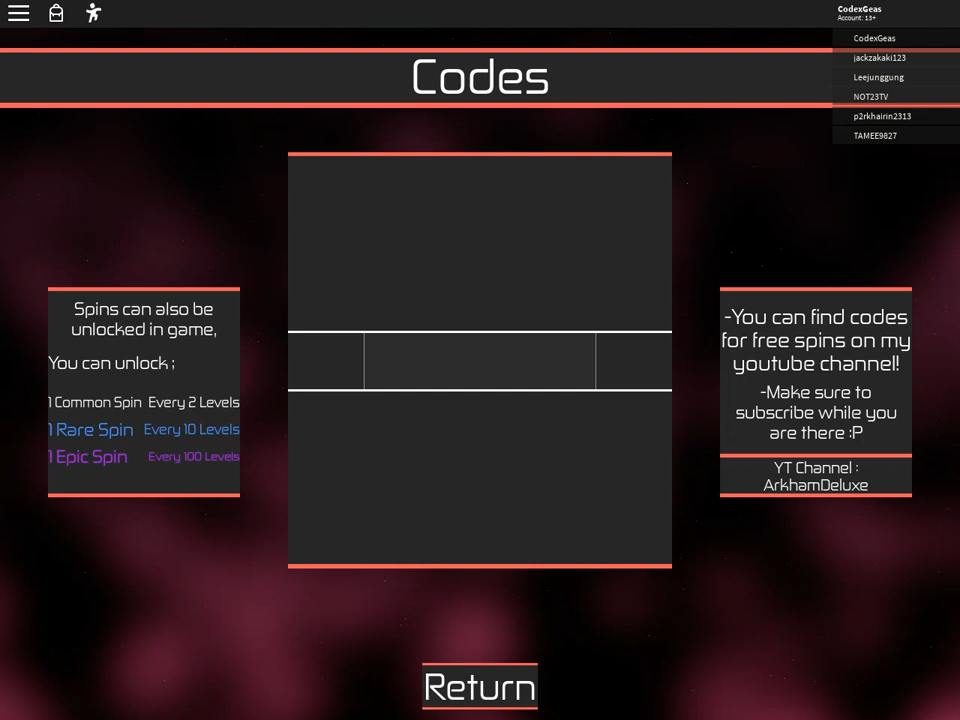 CodexGeas
Account: 13+
CodexGeas
jackzakaki123
Leejunggung
NOT23TV
p2rkhairin2313
TAMEE9827
Codes
Spins can also be
unlocked in game,
You can unlock ;
1 Common Spin Every 2 Levels
1 Rare Spin Every 10 Levels
1 Epic Spin Every 100 Levels
-You can find codes
for free spins on my
youtube channel!
-Make sure to
subscribe while you
are there :P
YT Channel :
ArkhamDeluxe
Return